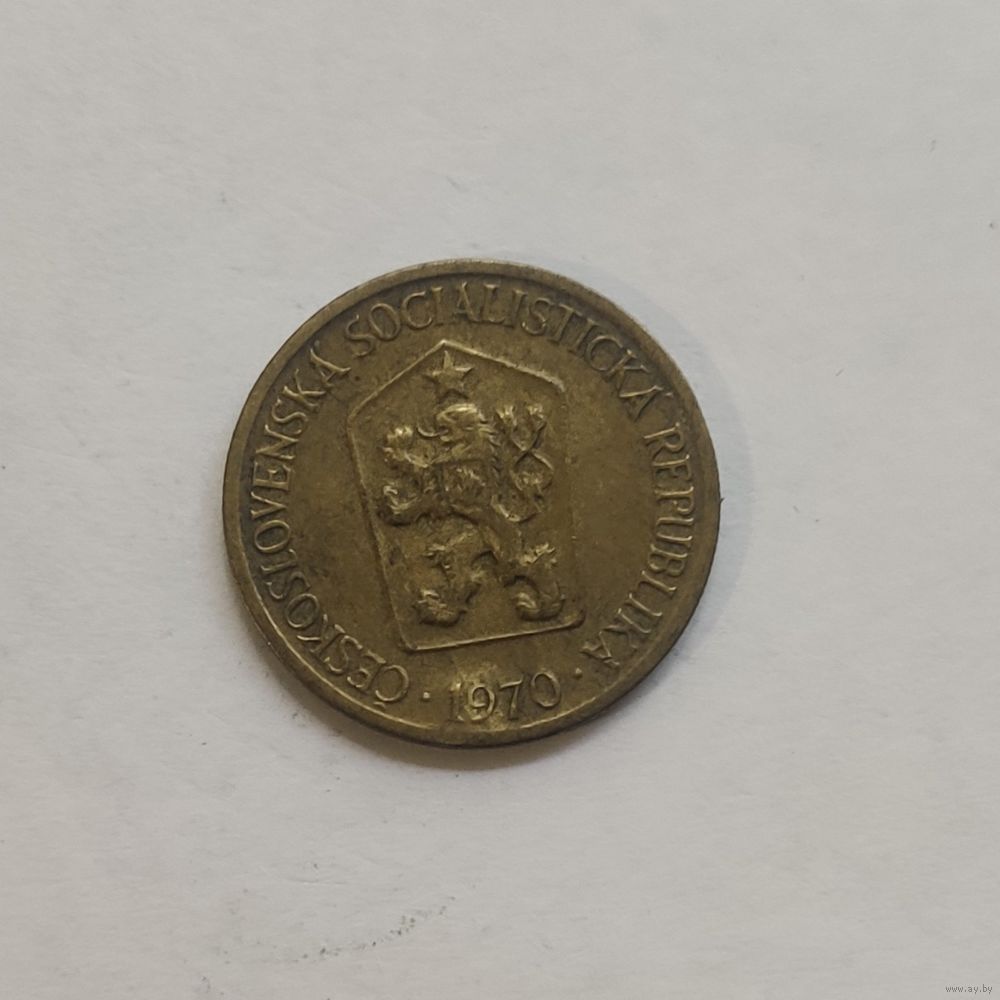 ČESKOSLOVENSKÁ SOCIALISTICKÁ REPUBLIKA
· 1970 ·
www.ay.by